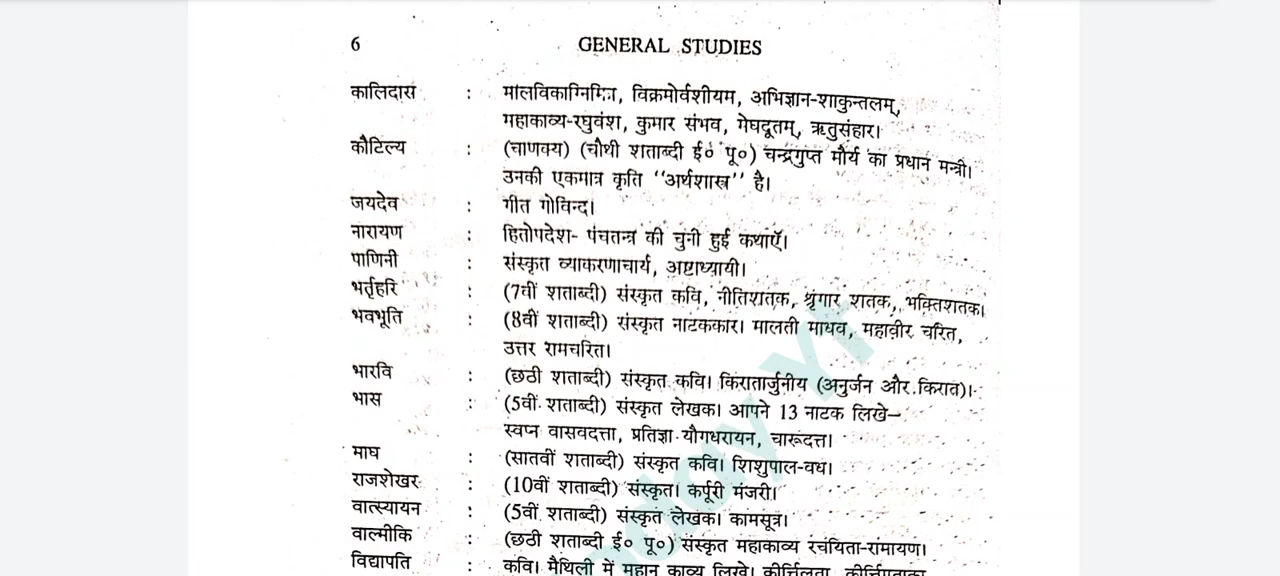 6 GENERAL STUDIES
कालिदास : मालविकाग्निमित्र, विक्रमोर्वशीयम, अभिज्ञान-शाकुन्तलम्,
महाकाव्य-रघुवंश, कुमार संभव, मेघदूतम्, ऋतुसंहार।
कौटिल्य : (चाणक्य) (चौथी शताब्दी ई० पू०) चन्द्रगुप्त मौर्य का प्रधान मन्त्री।
उनकी एकमात्र कृति "अर्थशास्त्र" है।
जयदेव : गीत गोविन्द।
नारायण : हितोपदेश- पंचतन्त्र की चुनी हुई कथाएँ।
पाणिनी : संस्कृत व्याकरणाचार्य, अष्टाध्यायी।
भर्तृहरि : (7वीं शताब्दी) संस्कृत कवि, नीतिशतक, श्रृंगार शतक, भक्तिशतक।
भवभूति : (8वीं शताब्दी) संस्कृत नाटककार। मालती माधव, महावीर चरित,
उत्तर रामचरित।
भारवि : (छठी शताब्दी) संस्कृत कवि। किरातार्जुनीय (अनुर्जन और किरात)।
भास : (5वीं शताब्दी) संस्कृत लेखक। आपने 13 नाटक लिखे–
स्वप्न वासवदत्ता, प्रतिज्ञा यौगधरायन, चारूदत्त।
माघ : (सातवीं शताब्दी) संस्कृत कवि। शिशुपाल-वध।
राजशेखर : (10वीं शताब्दी) संस्कृत। कर्पूरी मंजरी।
वात्स्यायन : (5वीं शताब्दी) संस्कृत लेखक। कामसूत्र।
वाल्मीकि : (छठी शताब्दी ई० पू०) संस्कृत महाकाव्य रचयिता-रामायण।
विद्यापति : कवि। मैथिली में महान काव्य लिखे। कीर्त्तिलता,